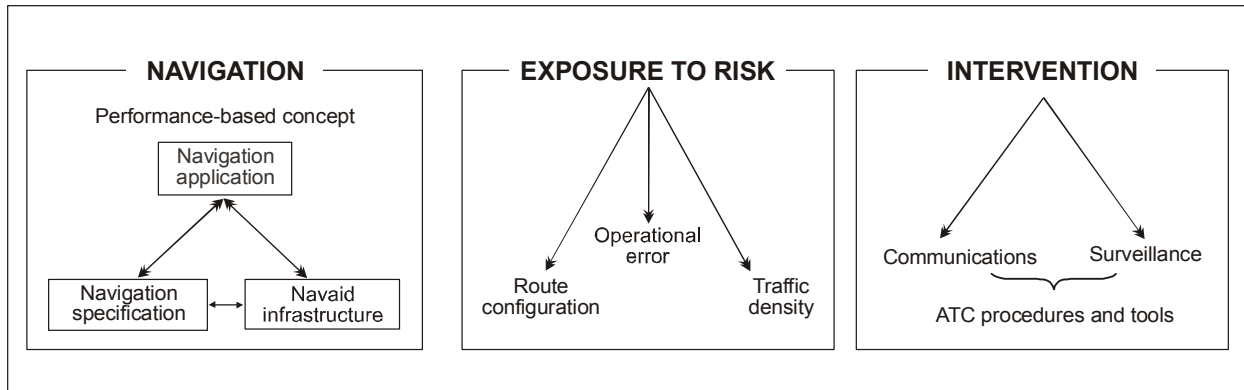 NAVIGATION
Performance-based concept
Navigation
application
Navigation
specification
Navaid
infrastructure
EXPOSURE TO RISK
Operational
error
Route
configuration
Traffic
density
INTERVENTION
Communications
Surveillance
ATC procedures and tools